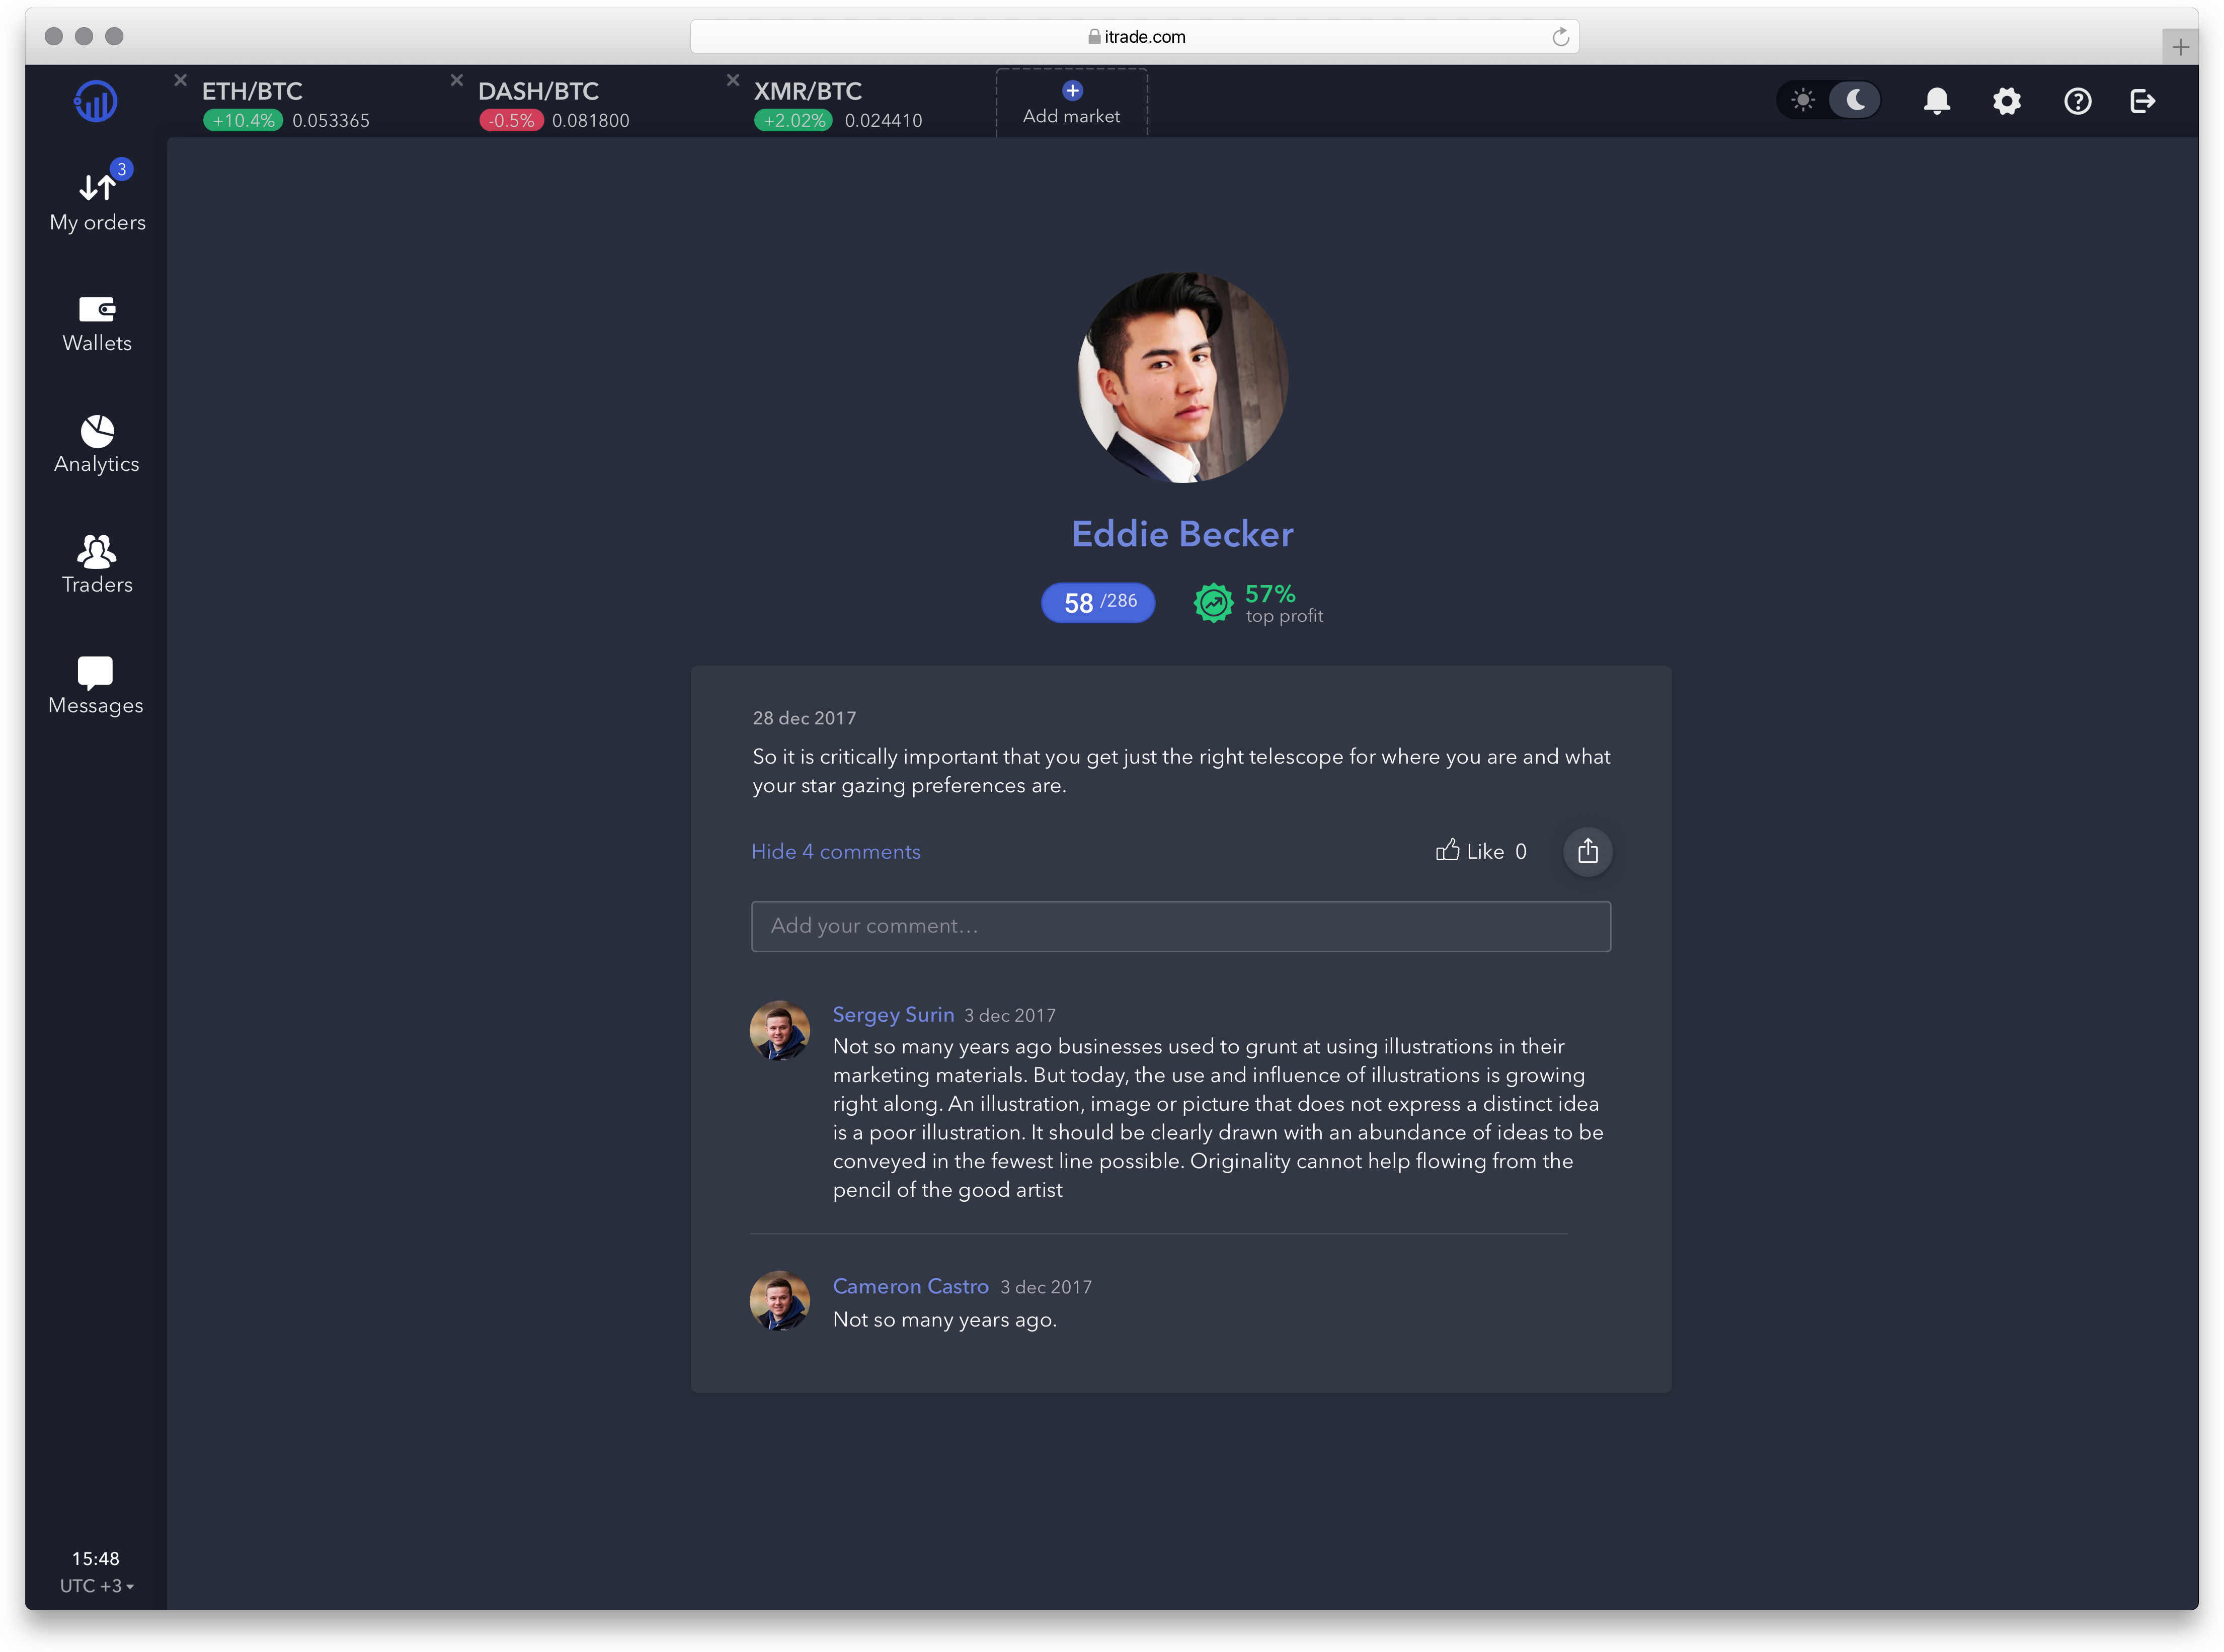 itrade.com
ETH/BTC
+10.4% 0.053365
DASH/BTC
-0.5% 0.081800
XMR/BTC
+2.02% 0.024410
Add market
3
My orders
Wallets
Analytics
Traders
Messages
Eddie Becker
58 /286
57%
top profit
28 dec 2017
So it is critically important that you get just the right telescope for where you are and what
your star gazing preferences are.
Hide 4 comments
Like 0
Add your comment...
Sergey Surin 3 dec 2017
Not so many years ago businesses used to grunt at using illustrations in their
marketing materials. But today, the use and influence of illustrations is growing
right along. An illustration, image or picture that does not express a distinct idea
is a poor illustration. It should be clearly drawn with an abundance of ideas to be
conveyed in the fewest line possible. Originality cannot help flowing from the
pencil of the good artist
Cameron Castro 3 dec 2017
Not so many years ago.
15:48
UTC +3